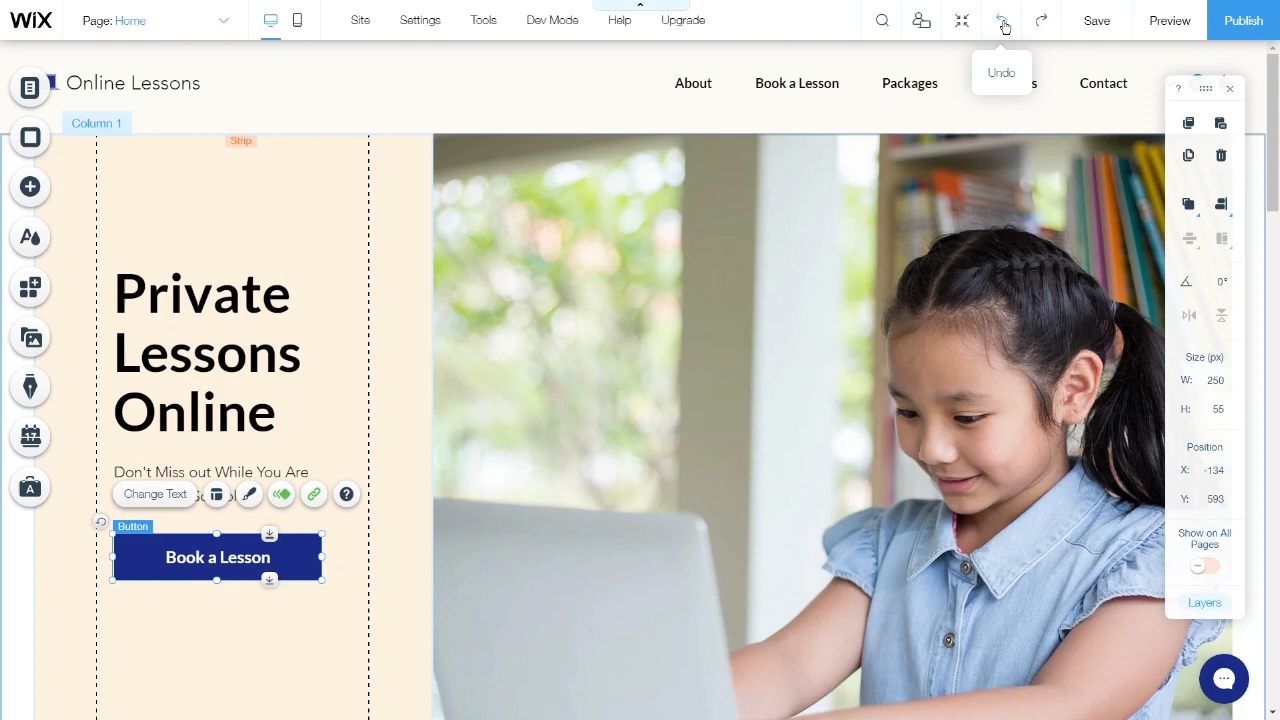 WiX
Page: Home
Site
Settings
Tools
Dev Mode
Help
Upgrade
Save
Preview
Publish
Undo
Online Lessons
About
Book a Lesson
Packages
Contact
Column 1
Strip
Private
Lessons
Online
Don't Miss out While You Are
Change Text
Button
Book a Lesson
0°
Size (px)
W: 250
H: 55
Position
X: -134
Y: 593
Show on All
Pages
Layers